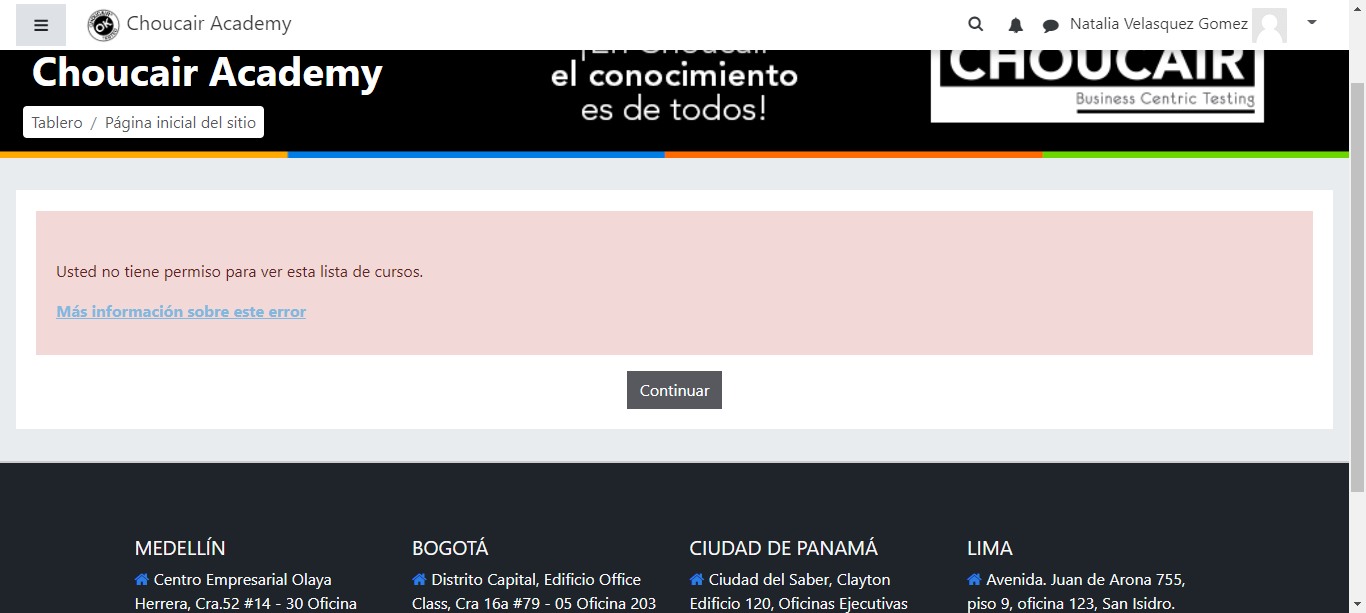 Choucair Academy
Natalia Velasquez Gomez
Choucair Academy
¡En Choucair
el conocimiento
es de todos!
CHOUCAIR
Business Centric Testing
Tablero / Página inicial del sitio
Usted no tiene permiso para ver esta lista de cursos.
Más información sobre este error
Continuar
MEDELLÍN
Centro Empresarial Olaya
Herrera, Cra.52 #14 - 30 Oficina
BOGOTÁ
Distrito Capital, Edificio Office
Class, Cra 16a #79 - 05 Oficina 203
CIUDAD DE PANAMÁ
Ciudad del Saber, Clayton
Edificio 120, Oficinas Ejecutivas
LIMA
Avenida. Juan de Arona 755,
piso 9, oficina 123, San Isidro.